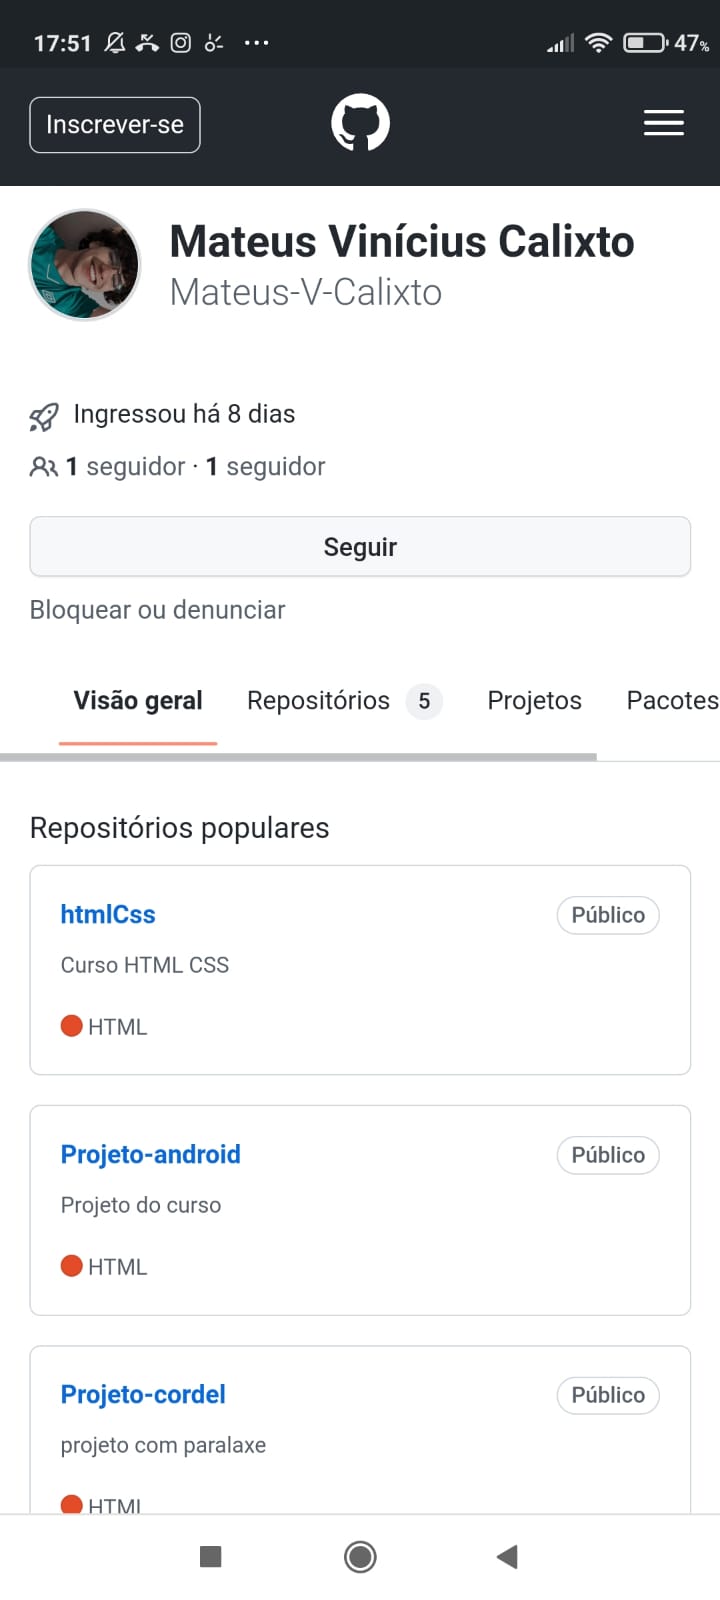 17:51 47%
Inscrever-se
Mateus Vinícius Calixto
Mateus-V-Calixto
Ingressou há 8 dias
1 seguidor · 1 seguidor
Seguir
Bloquear ou denunciar
Visão geral Repositórios 5 Projetos Pacotes
Repositórios populares
htmlCss Público
Curso HTML CSS
HTML
Projeto-android Público
Projeto do curso
HTML
Projeto-cordel Público
projeto com paralaxe
HTML